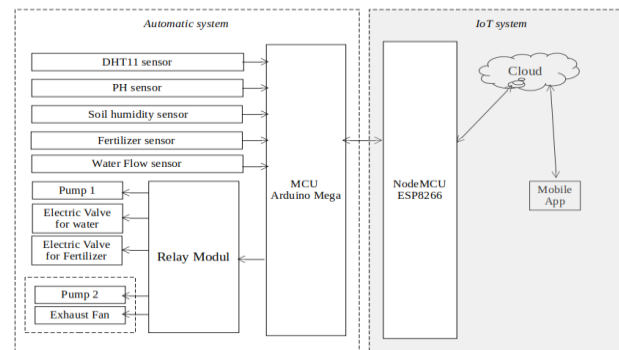 Automatic system
IoT system
DHT11 sensor
PH sensor
Soil humidity sensor
Fertilizer sensor
Water Flow sensor
MCU
Arduino Mega
NodeMCU
ESP8266
Cloud
Mobile
App
Pump 1
Electric Valve
for water
Electric Valve
for Fertilizer
Relay Modul
Pump 2
Exhaust Fan